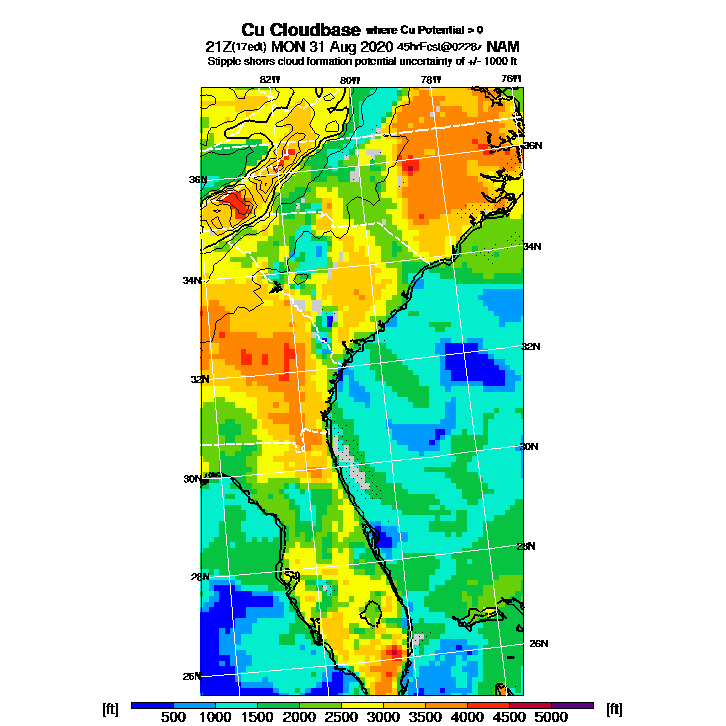 Cu Cloudbase where Cu Potential > 0
21Z(17edt) MON 31 Aug 2020 45hrFcst@0228z NAM
Stipple shows cloud formation potential uncertainty of +/- 1000 ft
82W 80W 78W 76W
36N
36N
34N
34N
32N
32N
30N
30N
28N
28N
26N
26N
[ft] [ft]
500 1000 1500 2000 2500 3000 3500 4000 4500 5000